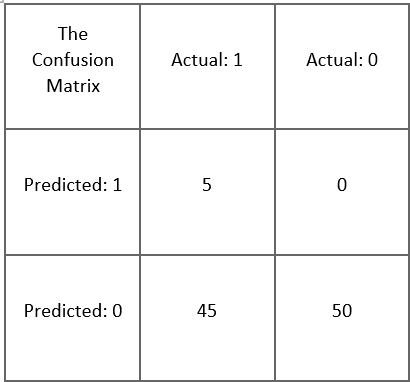 The
Confusion
Matrix
Actual: 1
Actual: 0
Predicted: 1
5
0
Predicted: 0
45
50